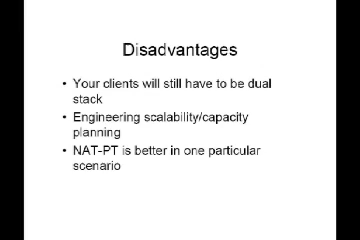 Disadvantages
• Your clients will still have to be dual
stack
• Engineering scalability/capacity
planning
• NAT-PT is better in one particular
scenario